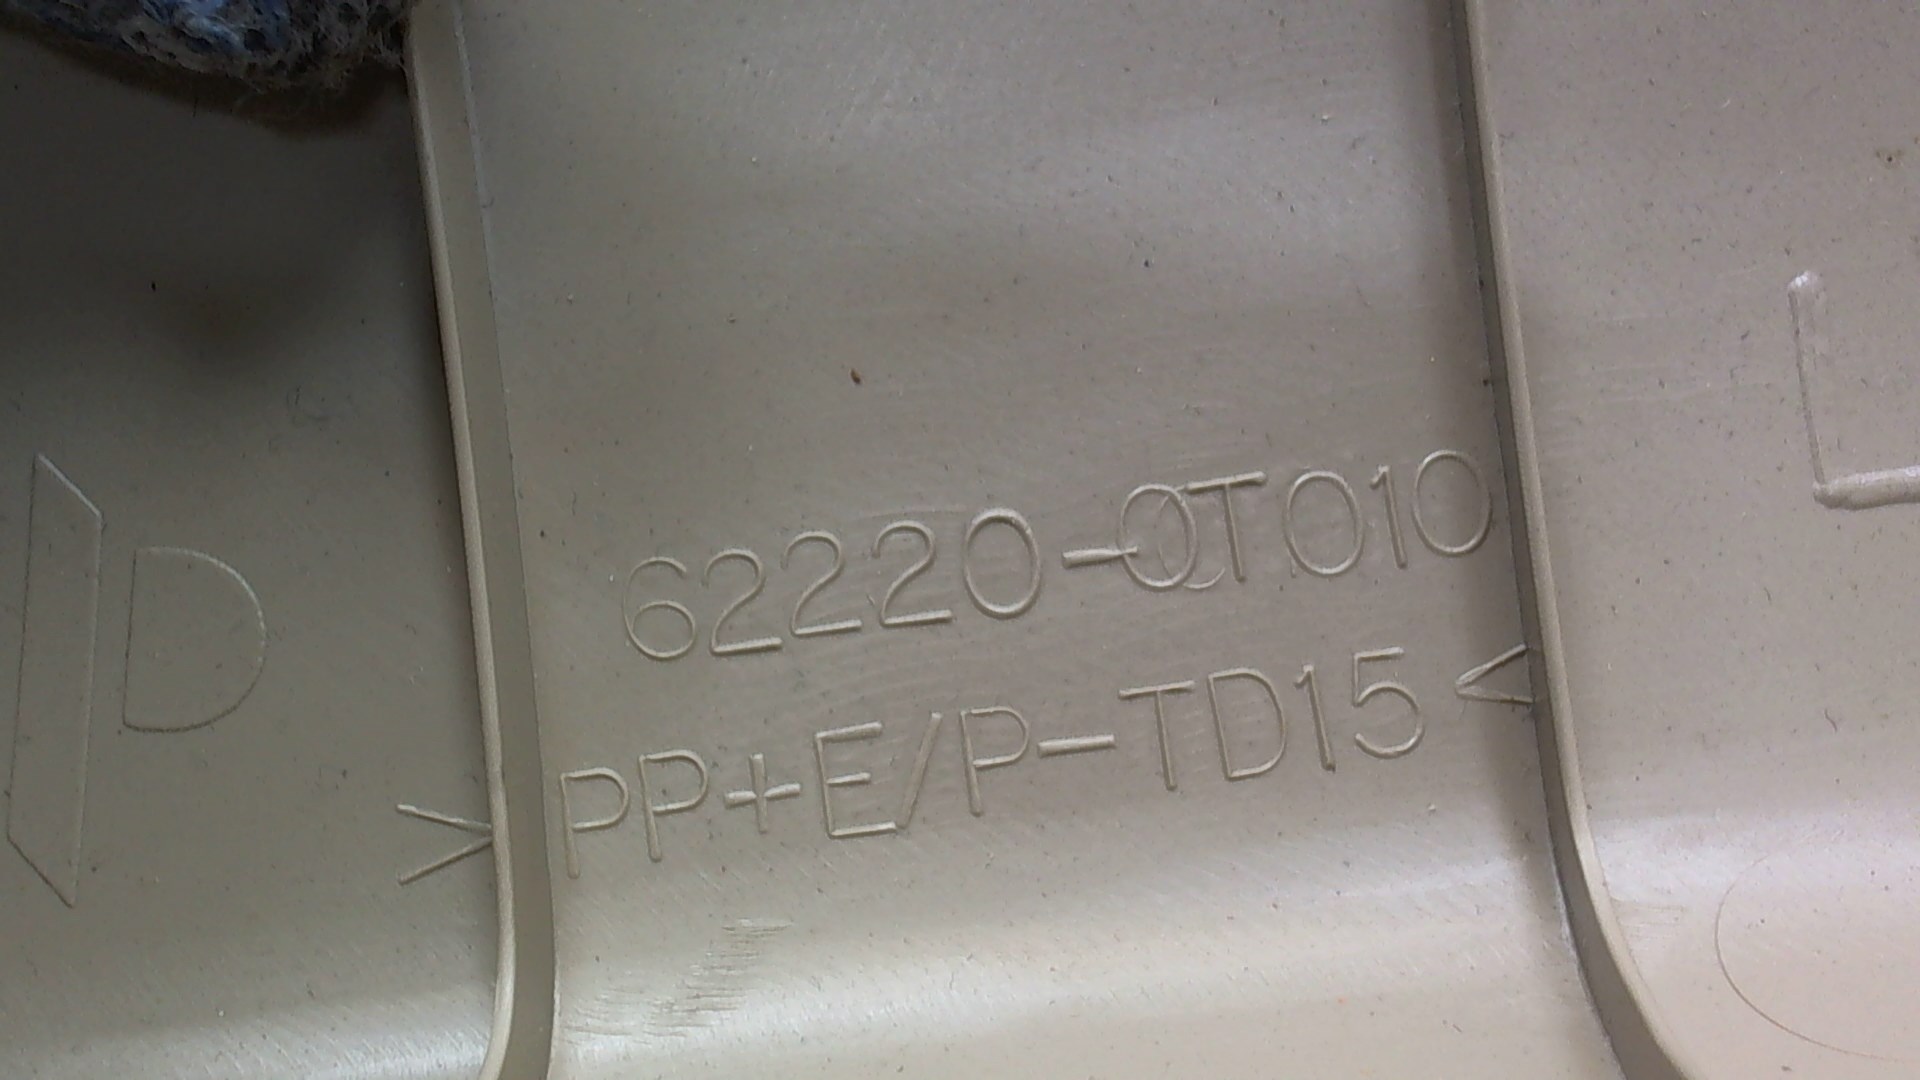 62220-0T010
>PP+E/P-TD15<
D
L